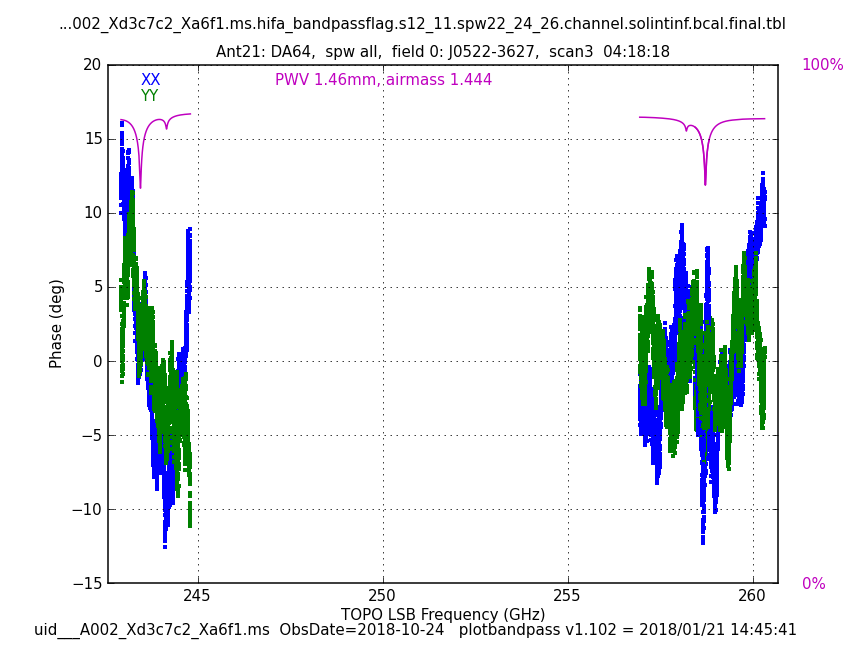 ...002_Xd3c7c2_Xa6f1.ms.hifa_bandpassflag.s12_11.spw22_24_26.channel.solintinf.bcal.final.tbl
Ant21: DA64,  spw all,  field 0: J0522-3627,  scan3  04:18:18
20
XX
PWV 1.46mm, airmass 1.444
100%
YY
15
10
5
Phase (deg)
0
−5
−10
−15
0%
245
250
255
260
TOPO LSB Frequency (GHz)
uid___A002_Xd3c7c2_Xa6f1.ms  ObsDate=2018-10-24   plotbandpass v1.102 = 2018/01/21 14:45:41